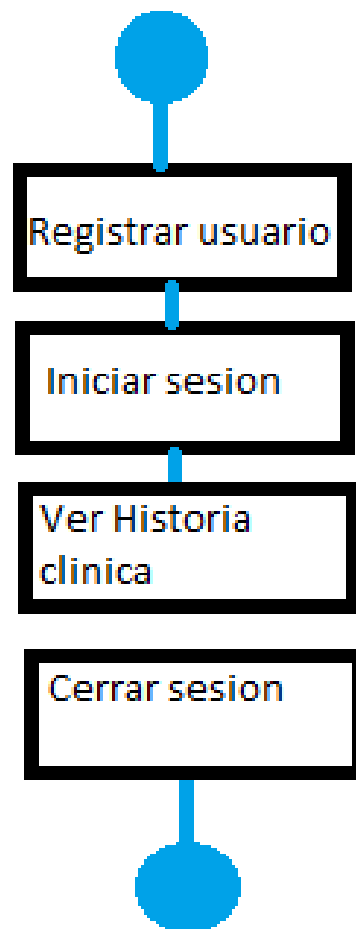 Registrar usuario
Iniciar sesion
Ver Historia
clinica
Cerrar sesion